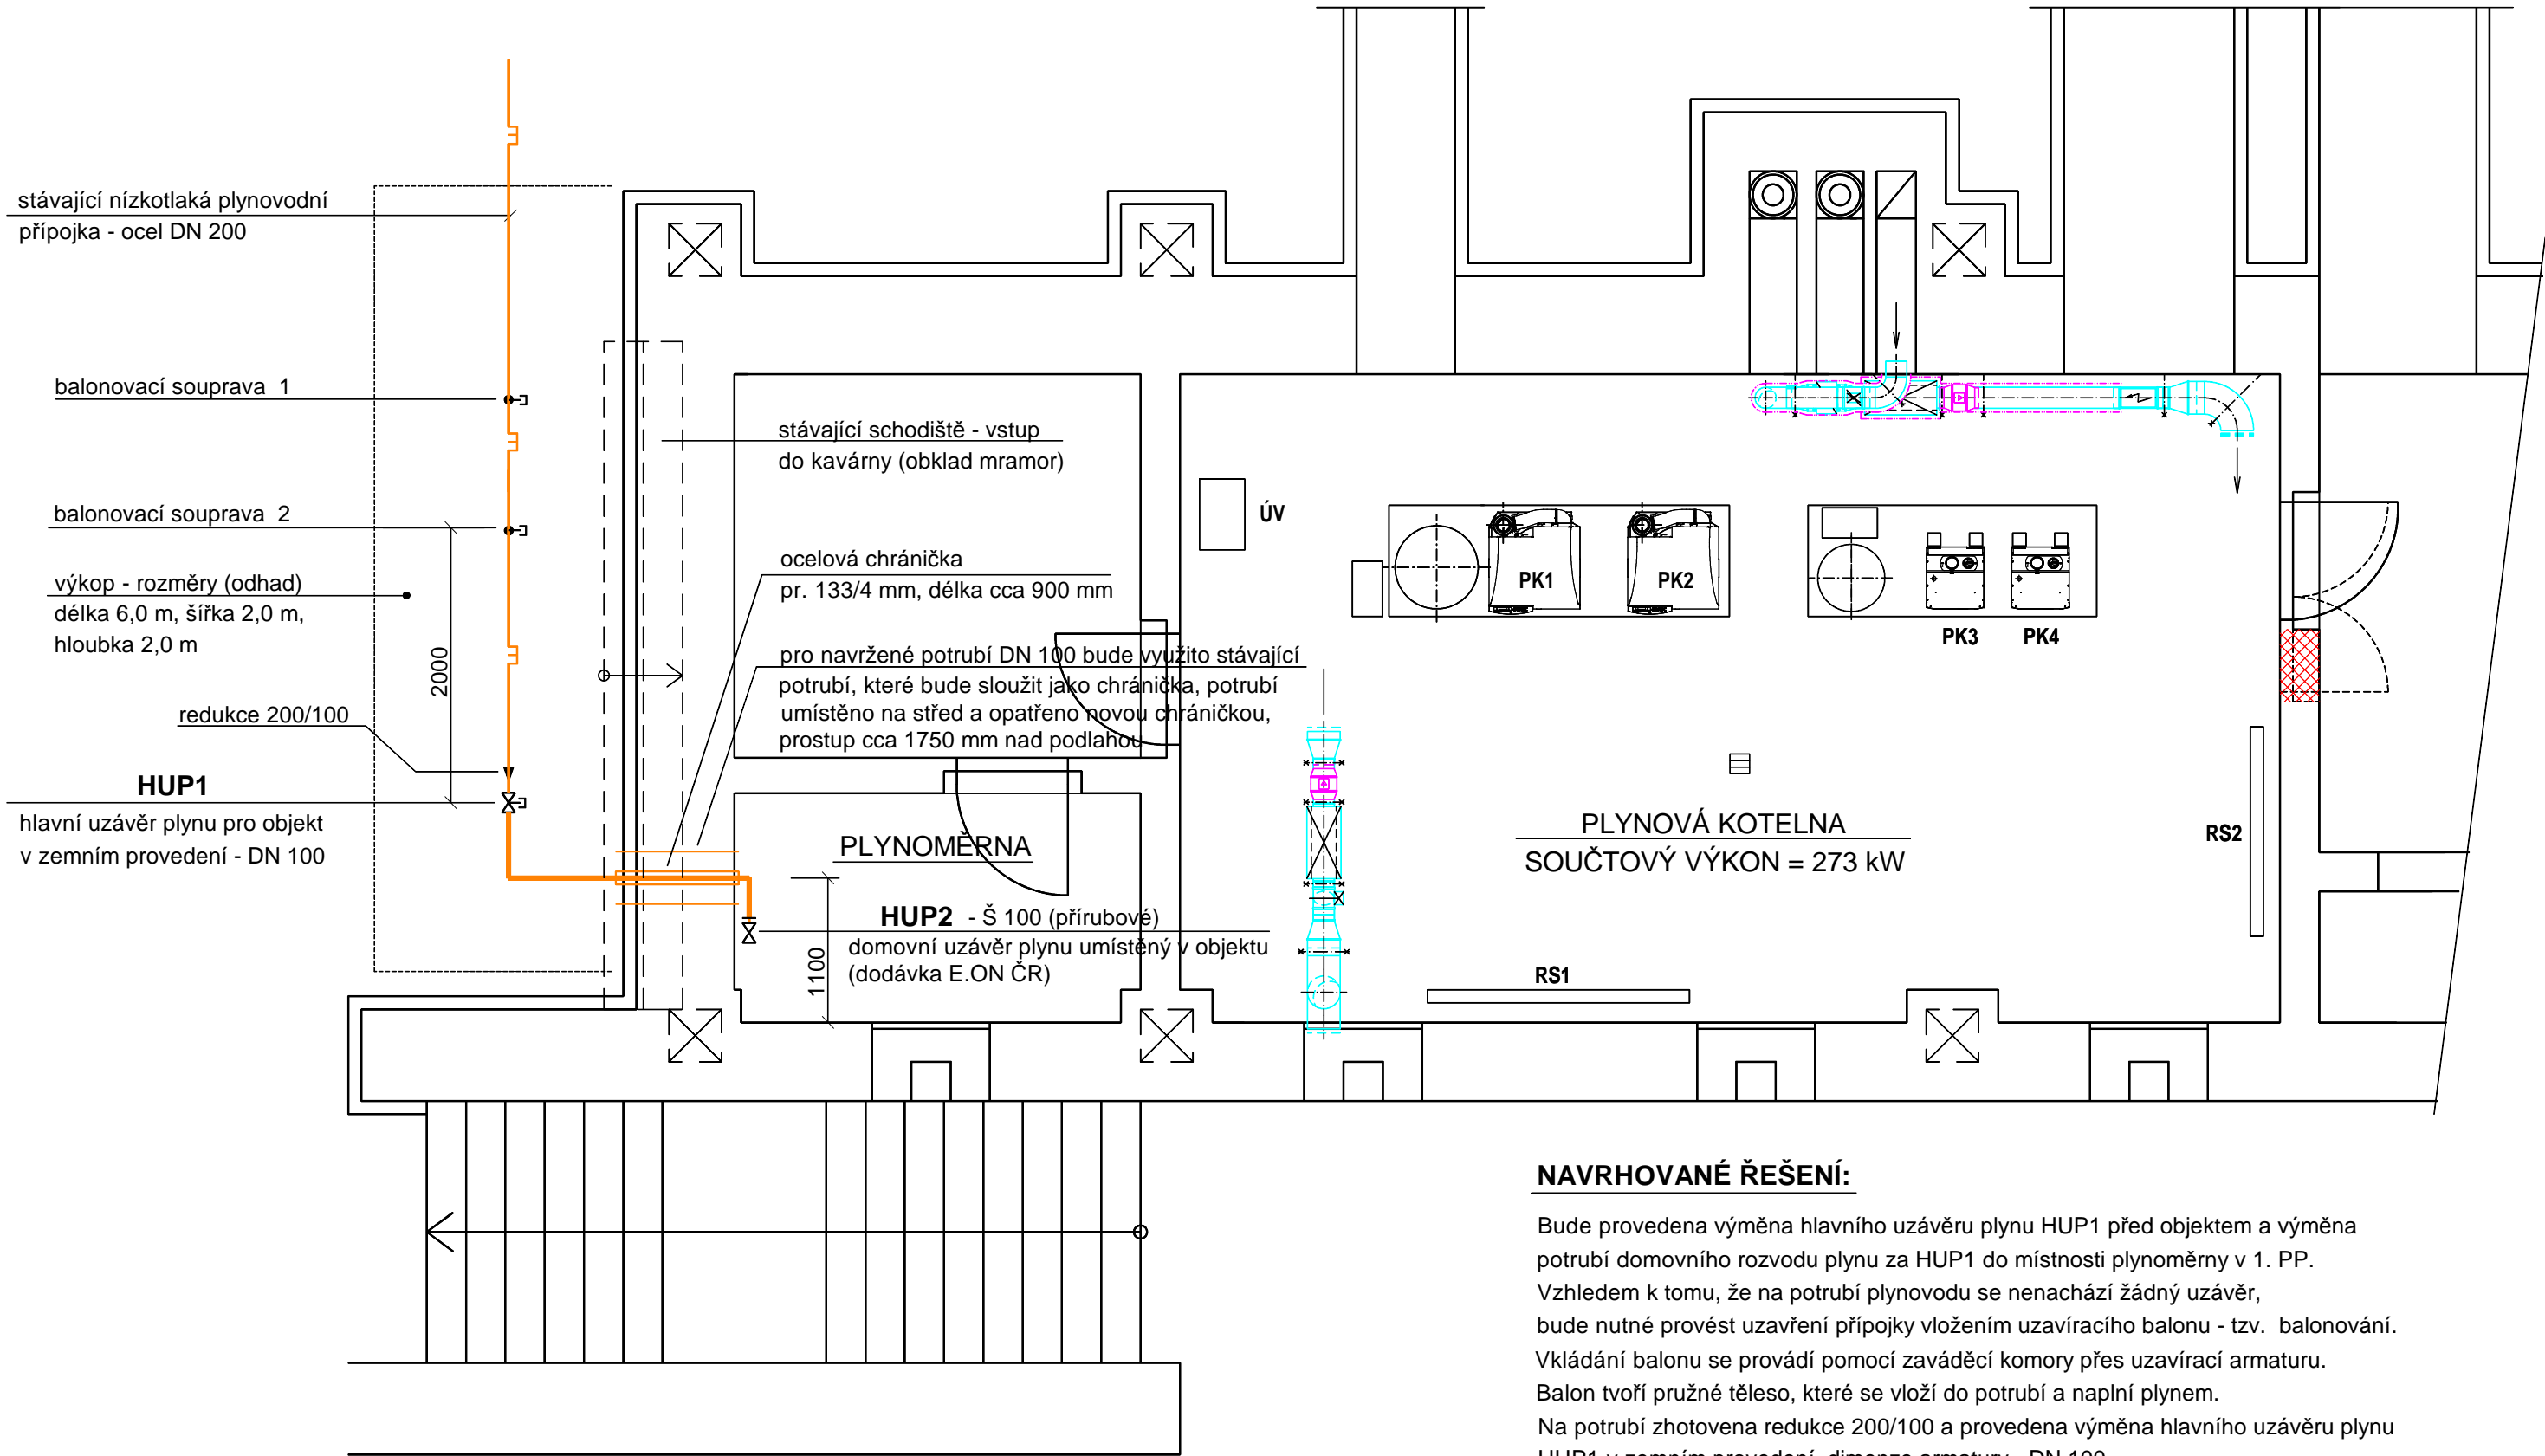 stávající nízkotlaká plynovodní
přípojka - ocel DN 200
balonovací souprava 1
balonovací souprava 2
výkop - rozměry (odhad)
délka 6,0 m, šířka 2,0 m,
hloubka 2,0 m
2000
redukce 200/100
HUP1
hlavní uzávěr plynu pro objekt
v zemním provedení - DN 100
stávající schodiště - vstup
do kavárny (obklad mramor)
ocelová chránička
pr. 133/4 mm, délka cca 900 mm
pro navržené potrubí DN 100 bude využito stávající
potrubí, které bude sloužit jako chránička, potrubí
umístěno na střed a opatřeno novou chráničkou,
prostup cca 1750 mm nad podlahou
PLYNOMĚRNA
HUP2 - Š 100 (přírubové)
domovní uzávěr plynu umístěný v objektu
(dodávka E.ON ČR)
1100
ÚV
PK1
PK2
PK3
PK4
PLYNOVÁ KOTELNA
SOUČTOVÝ VÝKON = 273 kW
RS2
RS1
NAVRHOVANÉ ŘEŠENÍ:
Bude provedena výměna hlavního uzávěru plynu HUP1 před objektem a výměna
potrubí domovního rozvodu plynu za HUP1 do místnosti plynoměrny v 1. PP.
Vzhledem k tomu, že na potrubí plynovodu se nenachází žádný uzávěr,
bude nutné provést uzavření přípojky vložením uzavíracího balonu - tzv. balonování.
Vkládání balonu se provádí pomocí zaváděcí komory přes uzavírací armaturu.
Balon tvoří pružné těleso, které se vloží do potrubí a naplní plynem.
Na potrubí zhotovena redukce 200/100 a provedena výměna hlavního uzávěru plynu
HUP1 v zemním provedení, dimenze armatury - DN 100